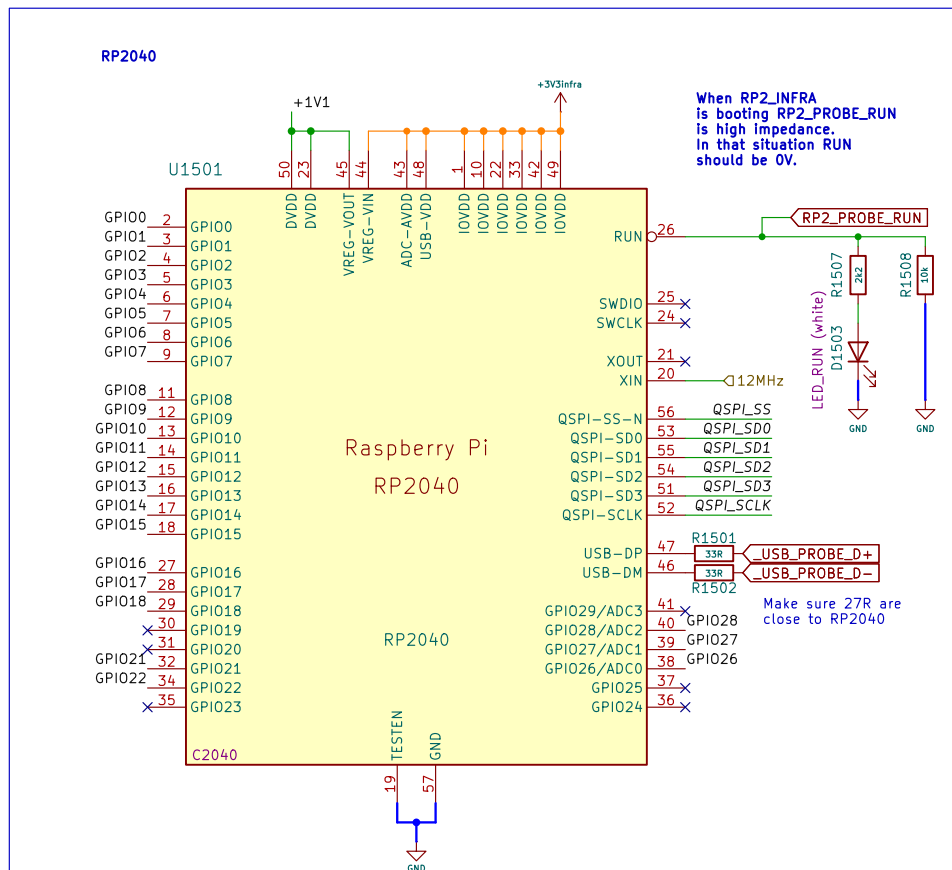 RP2040
+1V1
+3V3infra
When RP2_INFRA
is booting RP2_PROBE_RUN
is high impedance.
In that situation RUN
should be 0V.
U1501
50
23
45
44
43
48
1
10
22
33
42
49
DVDD
DVDD
VREG-VOUT
VREG-VIN
ADC-AVDD
USB-VDD
IOVDD
IOVDD
IOVDD
IOVDD
IOVDD
IOVDD
GPIO0 2 GPIO0
GPIO1 3 GPIO1
GPIO2 4 GPIO2
GPIO3 5 GPIO3
GPIO4 6 GPIO4
GPIO5 7 GPIO5
GPIO6 8 GPIO6
GPIO7 9 GPIO7
GPIO8 11 GPIO8
GPIO9 12 GPIO9
GPIO10 13 GPIO10
GPIO11 14 GPIO11
GPIO12 15 GPIO12
GPIO13 16 GPIO13
GPIO14 17 GPIO14
GPIO15 18 GPIO15
GPIO16 27 GPIO16
GPIO17 28 GPIO17
GPIO18 29 GPIO18
30 GPIO19
31 GPIO20
GPIO21 32 GPIO21
GPIO22 34 GPIO22
35 GPIO23
Raspberry Pi
RP2040
RP2040
C2040
TESTEN
GND
19
57
GND
RUN 26
RP2_PROBE_RUN
SWDIO 25
SWCLK 24
XOUT 21
XIN 20 12MHz
QSPI-SS-N 56 QSPI_SS
QSPI-SD0 53 QSPI_SD0
QSPI-SD1 55 QSPI_SD1
QSPI-SD2 54 QSPI_SD2
QSPI-SD3 51 QSPI_SD3
QSPI-SCLK 52 QSPI_SCLK
R1507
2k2
R1508
10k
LED_RUN (white)
D1503
GND
GND
R1501
USB-DP 47 33R _USB_PROBE_D+
USB-DM 46 33R _USB_PROBE_D-
R1502
Make sure 27R are
close to RP2040
GPIO29/ADC3 41
GPIO28/ADC2 40 GPIO28
GPIO27/ADC1 39 GPIO27
GPIO26/ADC0 38 GPIO26
GPIO25 37
GPIO24 36